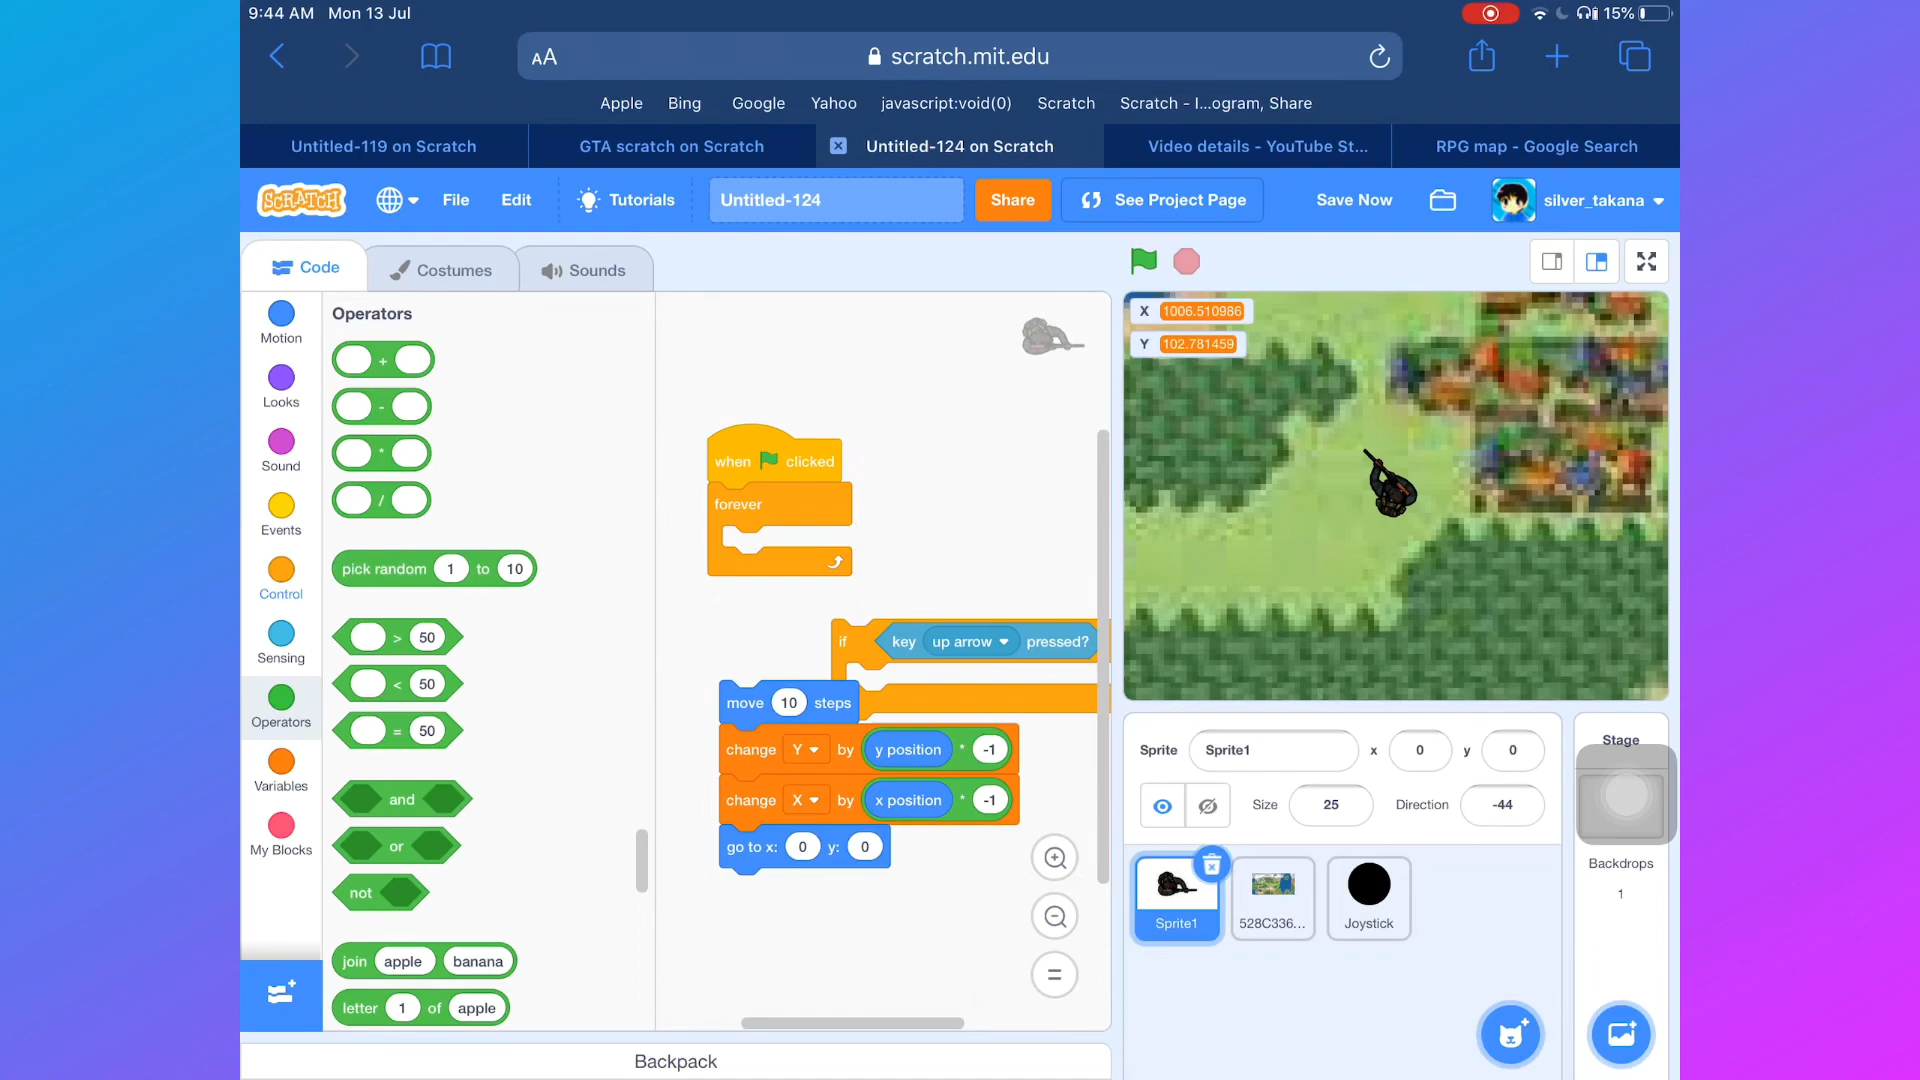 9:44 AM Mon 13 Jul
15%
AA
scratch.mit.edu
Apple Bing Google Yahoo javascript:void(0) Scratch Scratch - I...ogram, Share
Untitled-119 on Scratch
GTA scratch on Scratch
Untitled-124 on Scratch
Video details - YouTube St...
RPG map - Google Search
SCRATCH
File
Edit
Tutorials
Untitled-124
Share
See Project Page
Save Now
silver_takana
Code
Costumes
Sounds
Motion
Looks
Sound
Events
Control
Sensing
Operators
Variables
My Blocks
Operators
+
-
*
/
pick random 1 to 10
> 50
< 50
= 50
and
or
not
join apple banana
letter 1 of apple
when clicked
forever
if key up arrow pressed?
move 10 steps
change Y by y position * -1
change X by x position * -1
go to x: 0 y: 0
=
Backpack
X 1006.510986
Y 102.781459
Sprite Sprite1 x 0 y 0
Size 25 Direction -44
Sprite1
528C336...
Joystick
Stage
Backdrops
1